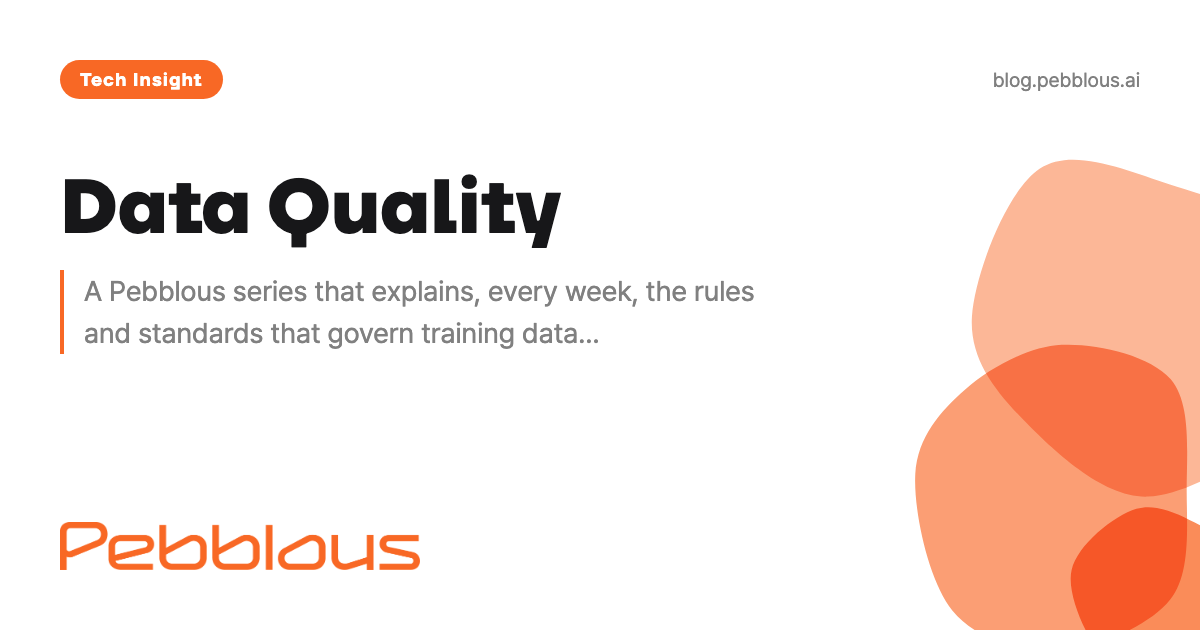 Tech Insight
blog.pebblous.ai
Data Quality
A Pebblous series that explains, every week, the rules
and standards that govern training data...
Pebblous